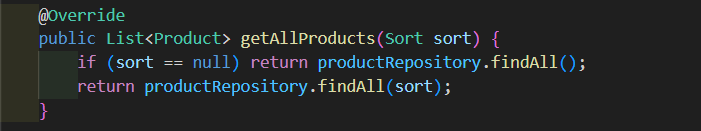 @Override
public List<Product> getAllProducts(Sort sort) {
if (sort == null) return productRepository.findAll();
return productRepository.findAll(sort);
}